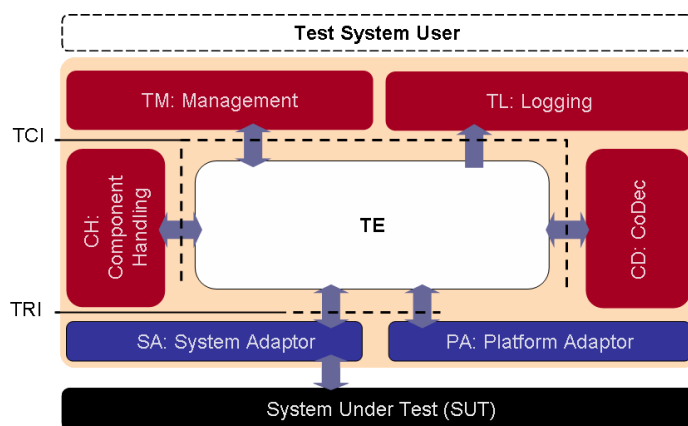 Test System User
TM: Management
TL: Logging
TCI
CH:
Component
Handling
TE
CD: CoDec
TRI
SA: System Adaptor
PA: Platform Adaptor
System Under Test (SUT)